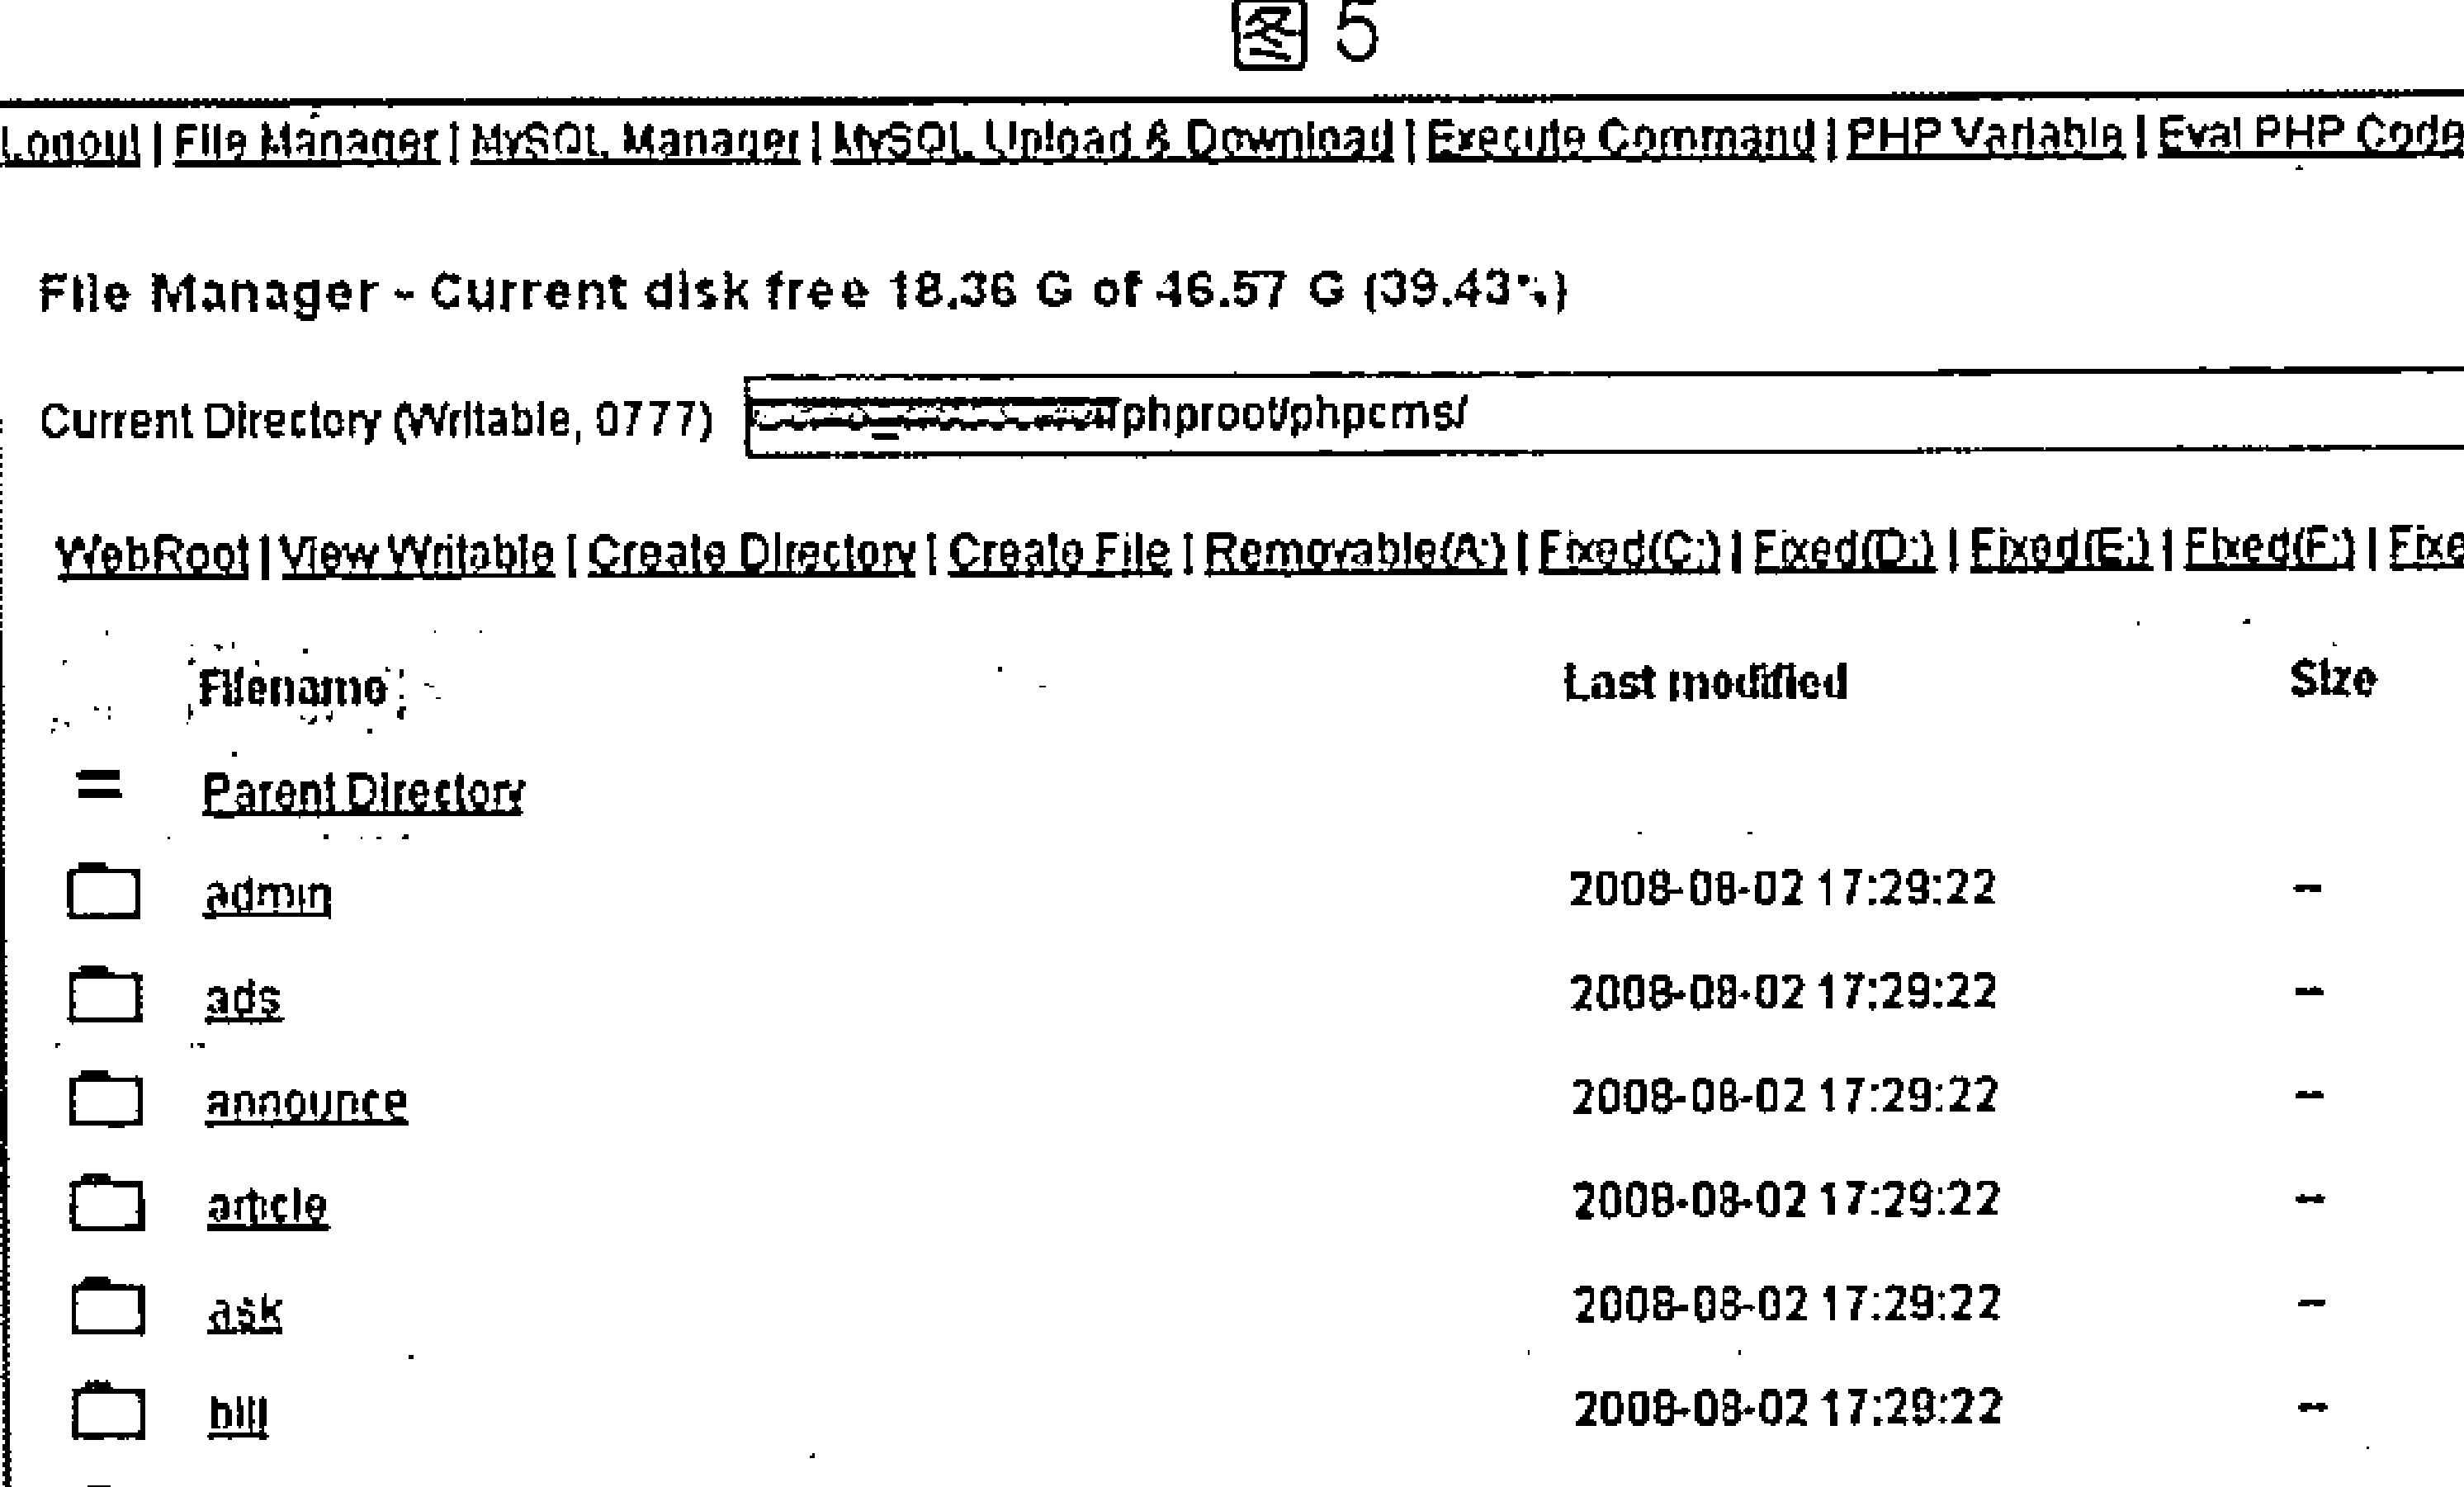 图 5
Logout | File Manager | MySQL Manager | MySQL Upload & Download | Execute Command | PHP Variable | Eval PHP Code
File Manager - Current disk free 18.36 G of 46.57 G (39.43%)
Current Directory (Writable, 0777) /phproot/phpcms/
WebRoot | View Writable | Create Directory | Create File | Removable(A:) | Fixed(C:) | Fixed(D:) | Fixed(E:) | Fixed(F:) | Fixe
Filename Last modified Size
= Parent Directory
admin 2008-08-02 17:29:22 --
ads 2008-08-02 17:29:22 --
announce 2008-08-02 17:29:22 --
article 2008-08-02 17:29:22 --
ask 2008-08-02 17:29:22 --
bill 2008-08-02 17:29:22 --